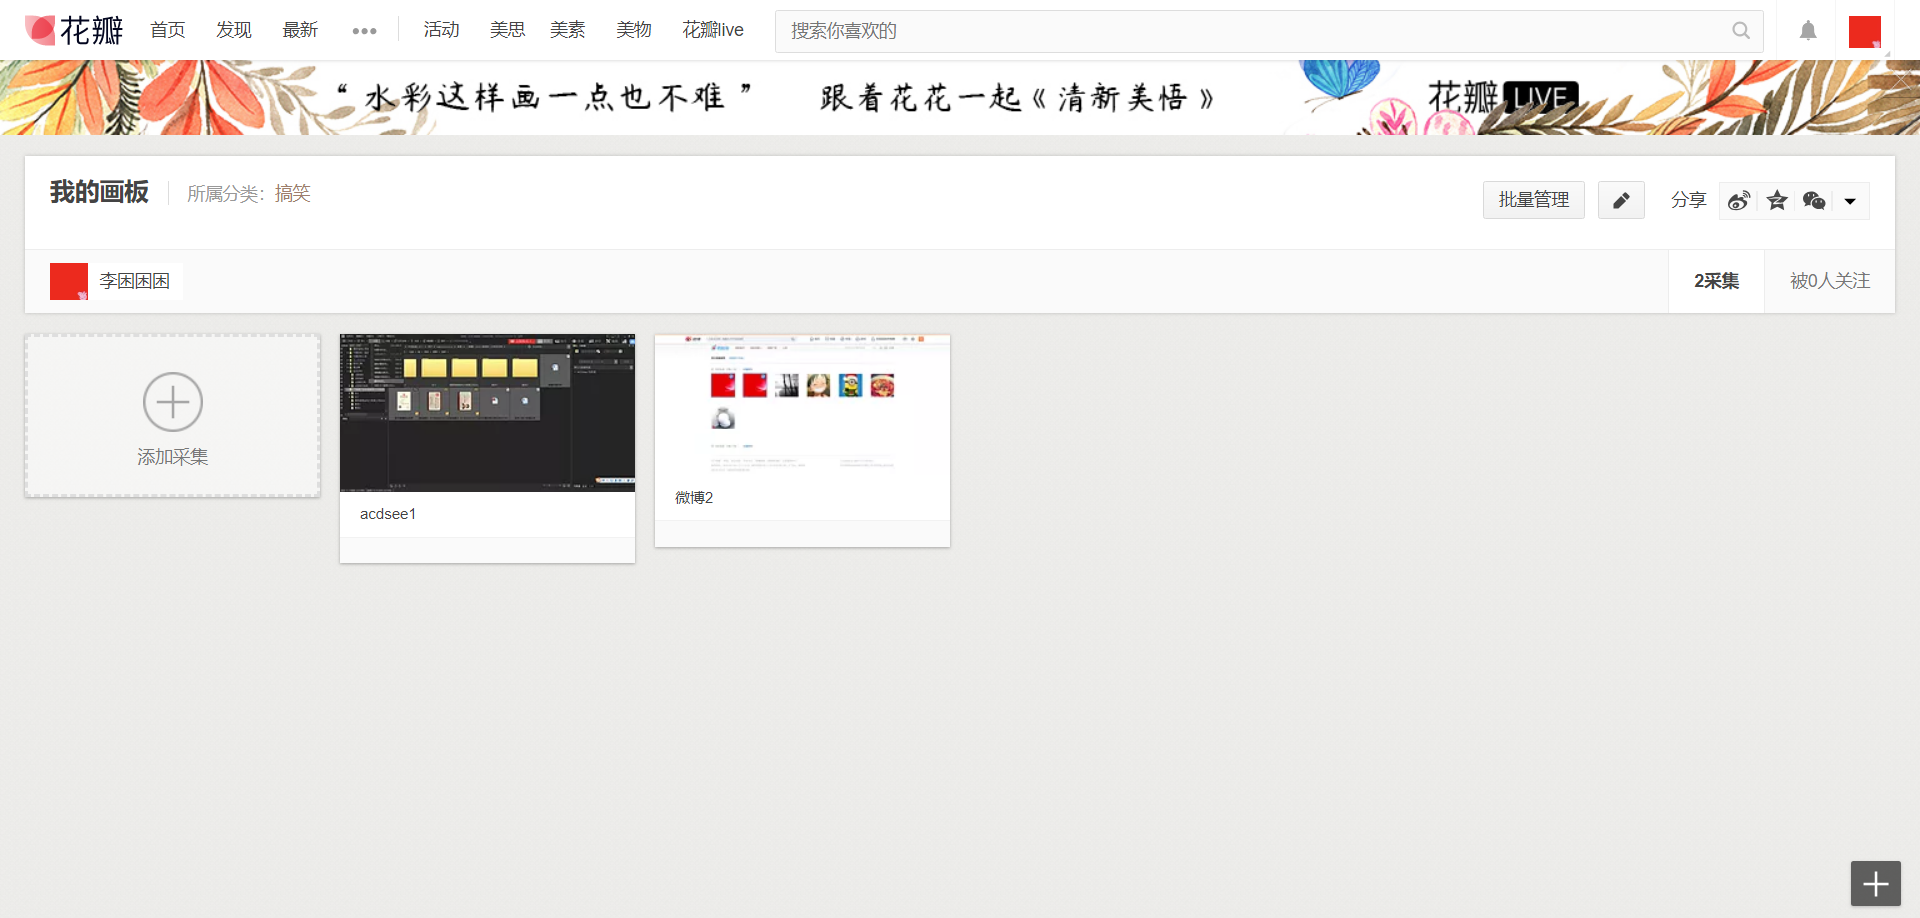 花瓣 首页 发现 最新 ••• 活动 美思 美素 美物 花瓣live 搜索你喜欢的
“水彩这样画一点也不难” 跟着花花一起《清新美悟》 花瓣 LIVE
我的画板 所属分类：搞笑 批量管理 分享
李困困困 2采集 被0人关注
添加采集
acdsee1
微博2